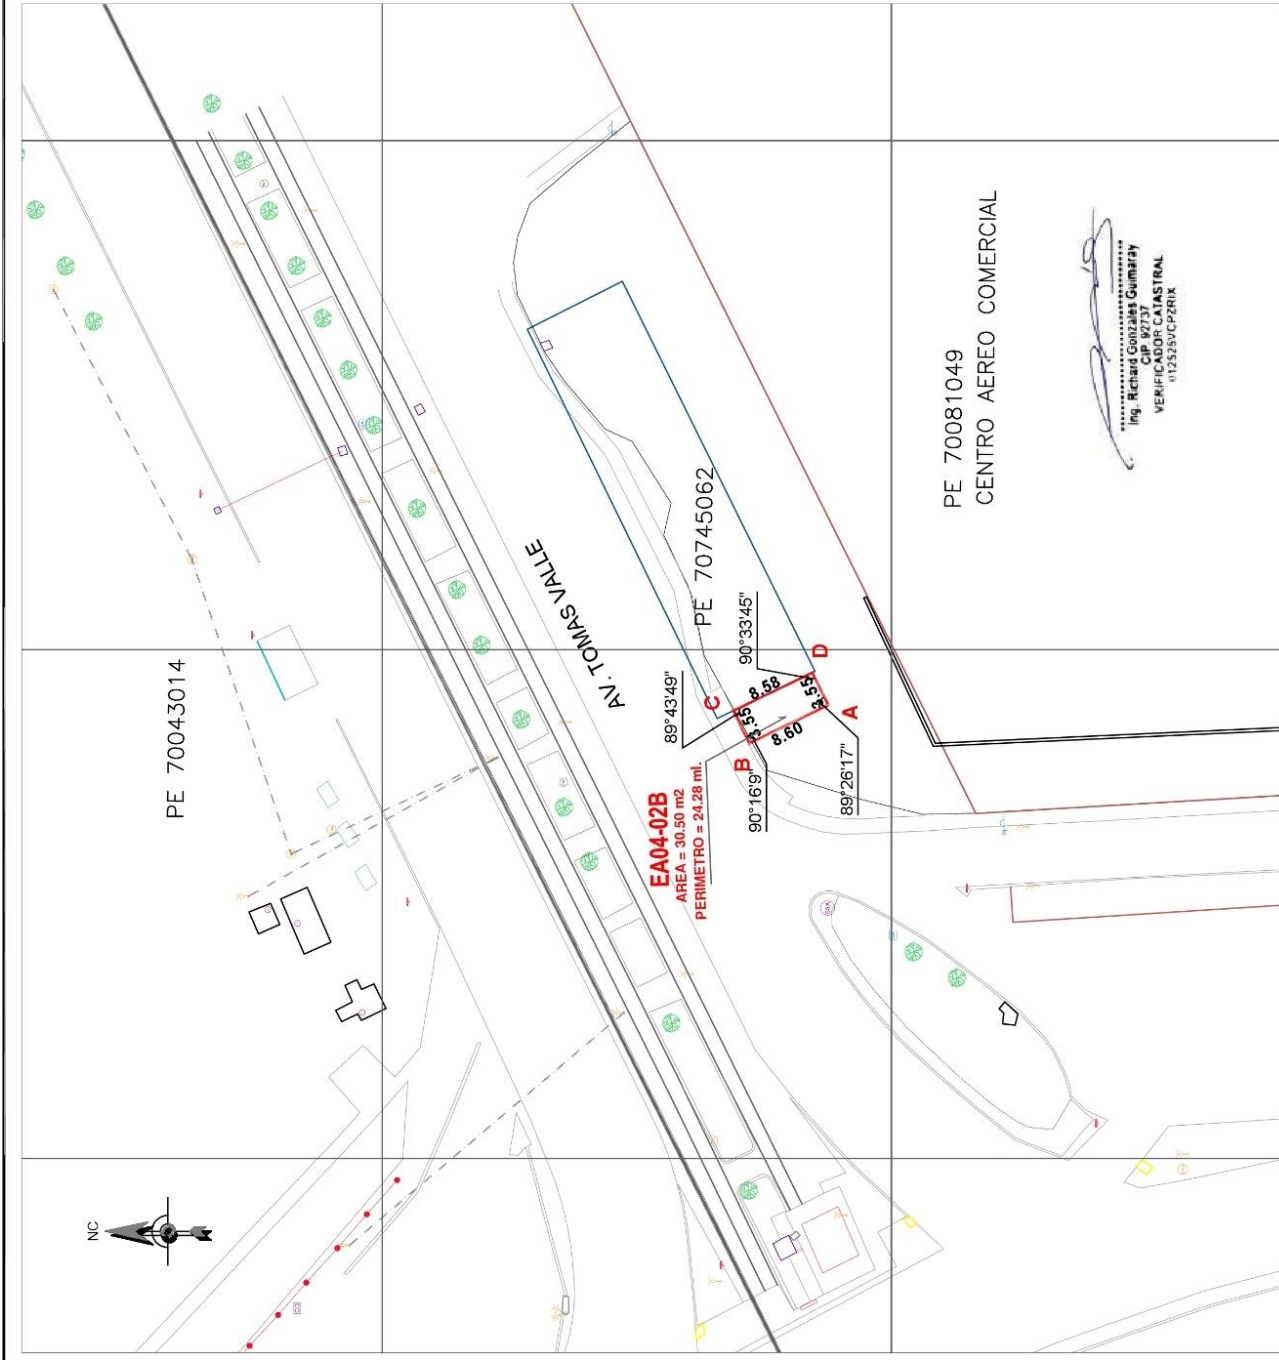 NC
PE 70043014
AV. TOMAS VALLE
PE 70745062
EA04-02B
AREA = 30.50 m2
PERIMETRO = 24.28 ml.
89°43'49"
90°33'45"
90°16'9"
89°26'17"
C
D
B
A
3.55
8.58
8.60
3.55
PE 70081049
CENTRO AEREO COMERCIAL
Ing. Richard Gonzales Guimaray
CIP. 92737
VERIFICADOR CATASTRAL
012525VCPZRIX